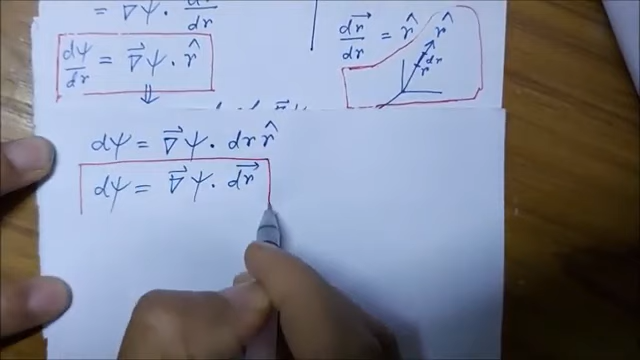 = ∇ψ · dr/dr
dψ/dr = ∇⃗ψ · r̂
⇓
dr⃗/dr = r̂
r̂
dr
r
dψ = ∇⃗ψ · dr r̂
dψ = ∇⃗ψ · dr⃗